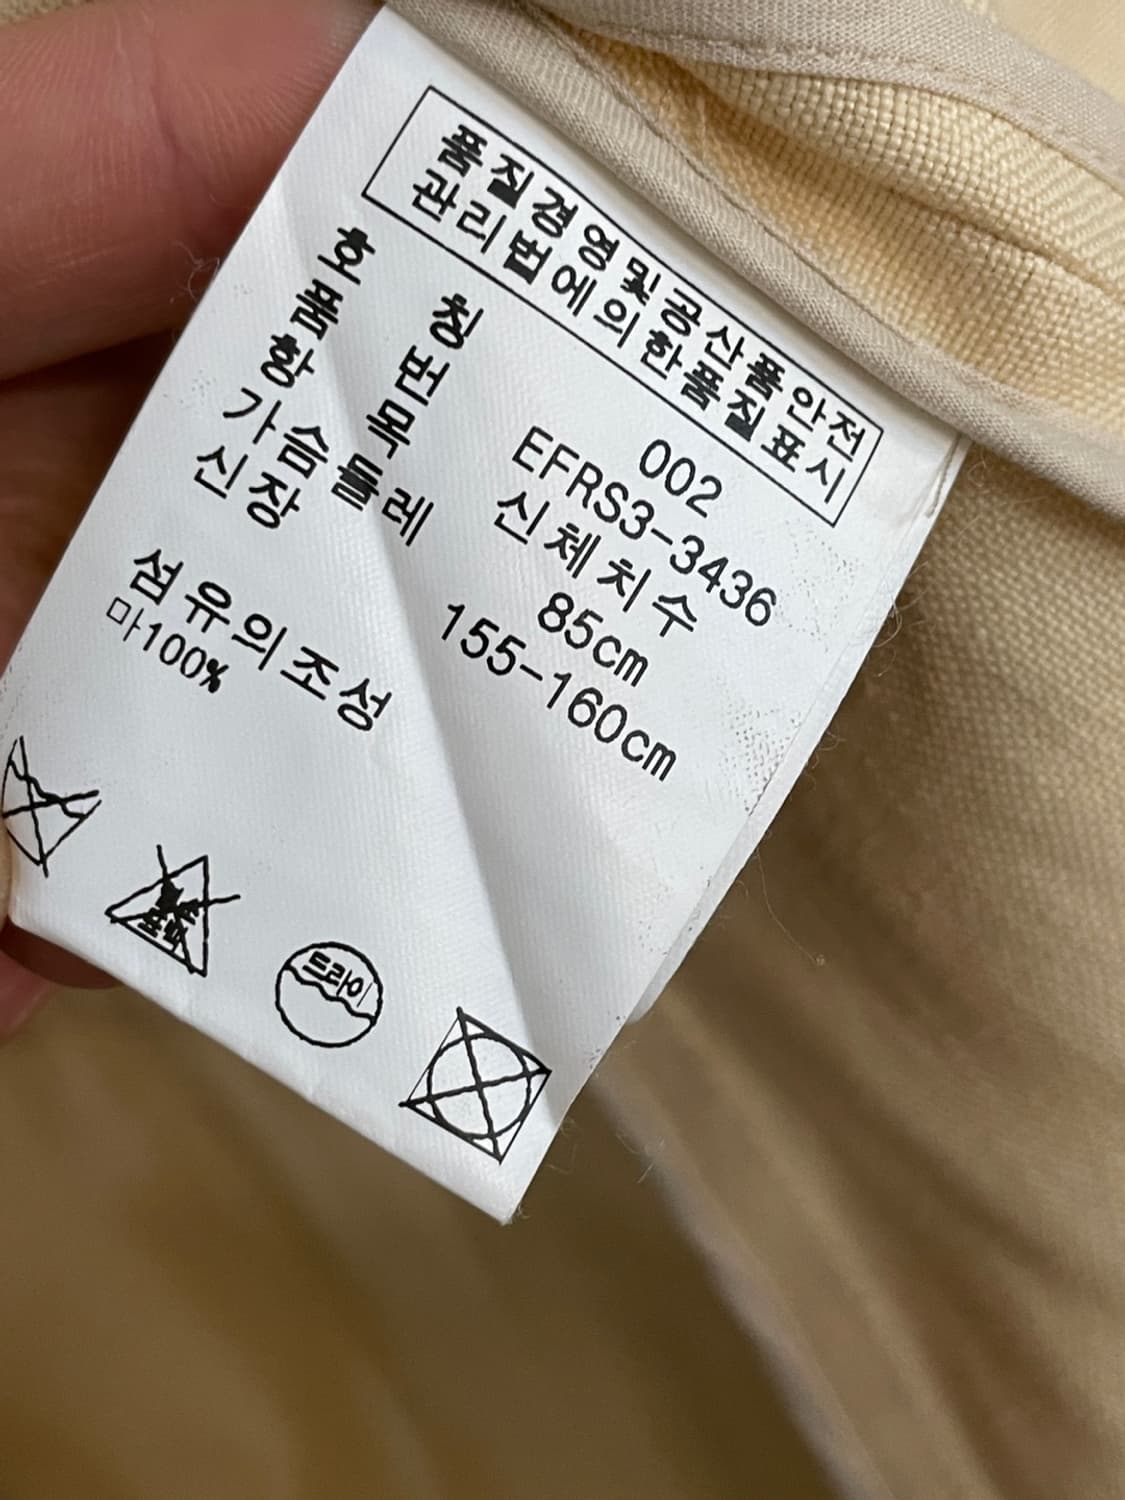 품질경영및공산품안전
관리법에의한품질표시
호칭 002
품번 EFRS3-3436
항목 신체치수
가슴둘레 85cm
신장 155-160cm
섬유의조성
마100%
드라이